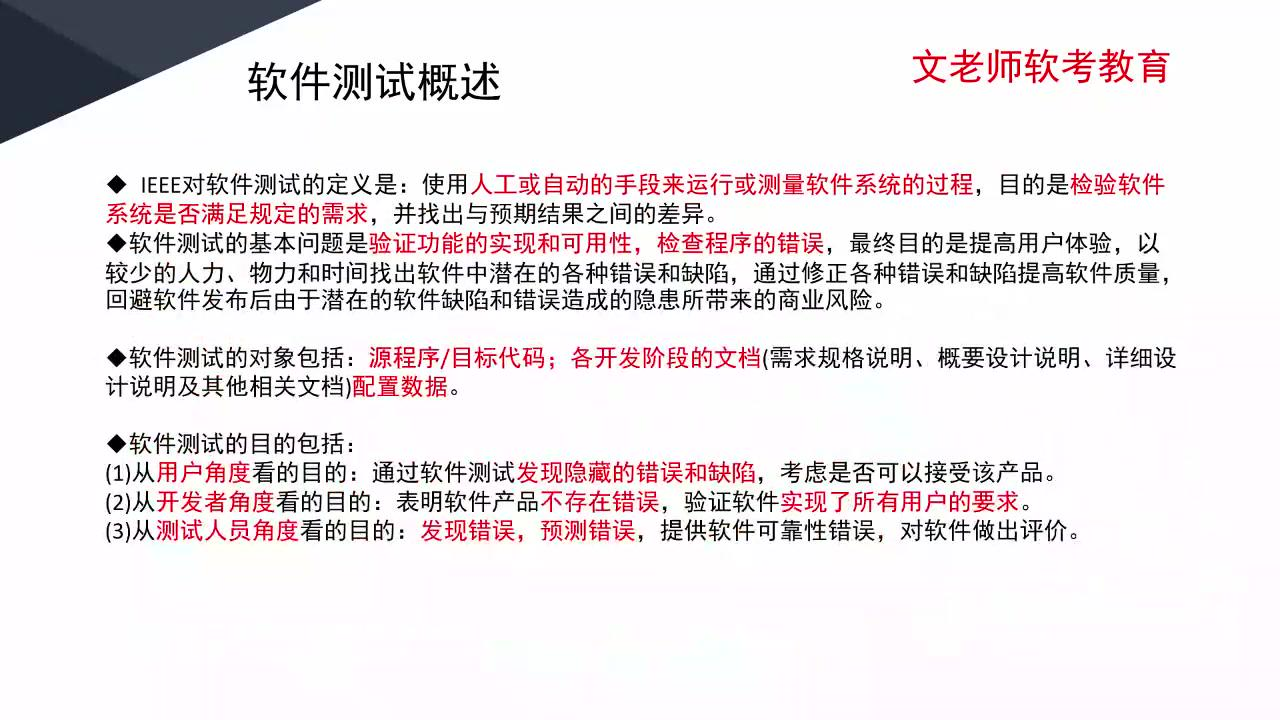 软件测试概述
文老师软考教育
◆ IEEE对软件测试的定义是：使用人工或自动的手段来运行或测量软件系统的过程，目的是检验软件
系统是否满足规定的需求，并找出与预期结果之间的差异。
◆软件测试的基本问题是验证功能的实现和可用性，检查程序的错误，最终目的是提高用户体验，以
较少的人力、物力和时间找出软件中潜在的各种错误和缺陷，通过修正各种错误和缺陷提高软件质量，
回避软件发布后由于潜在的软件缺陷和错误造成的隐患所带来的商业风险。
◆软件测试的对象包括：源程序/目标代码；各开发阶段的文档(需求规格说明、概要设计说明、详细设
计说明及其他相关文档)配置数据。
◆软件测试的目的包括：
(1)从用户角度看的目的：通过软件测试发现隐藏的错误和缺陷，考虑是否可以接受该产品。
(2)从开发者角度看的目的：表明软件产品不存在错误，验证软件实现了所有用户的要求。
(3)从测试人员角度看的目的：发现错误，预测错误，提供软件可靠性错误，对软件做出评价。